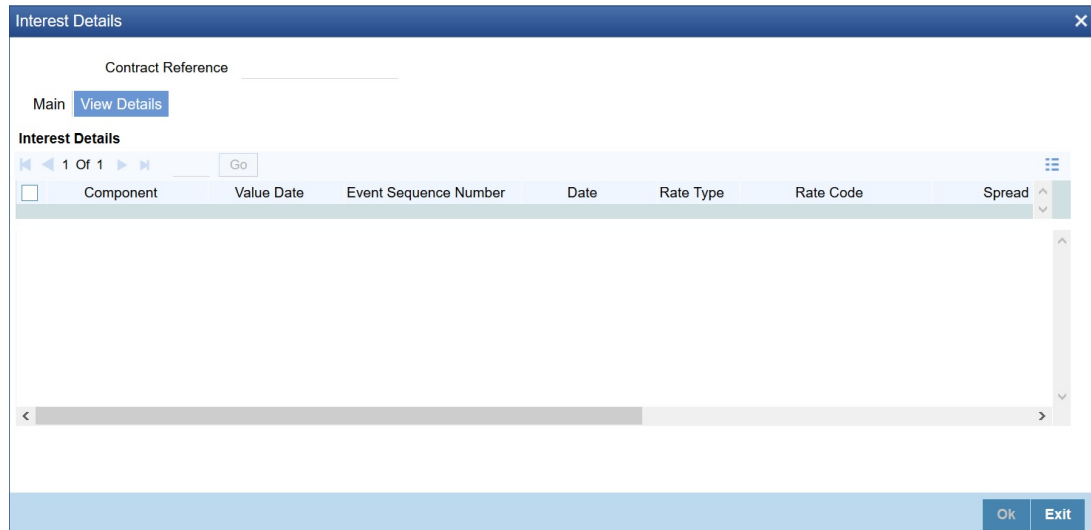 Interest Details
Contract Reference
Main View Details
Interest Details
1 Of 1 Go
Component Value Date Event Sequence Number Date Rate Type Rate Code Spread
Ok Exit